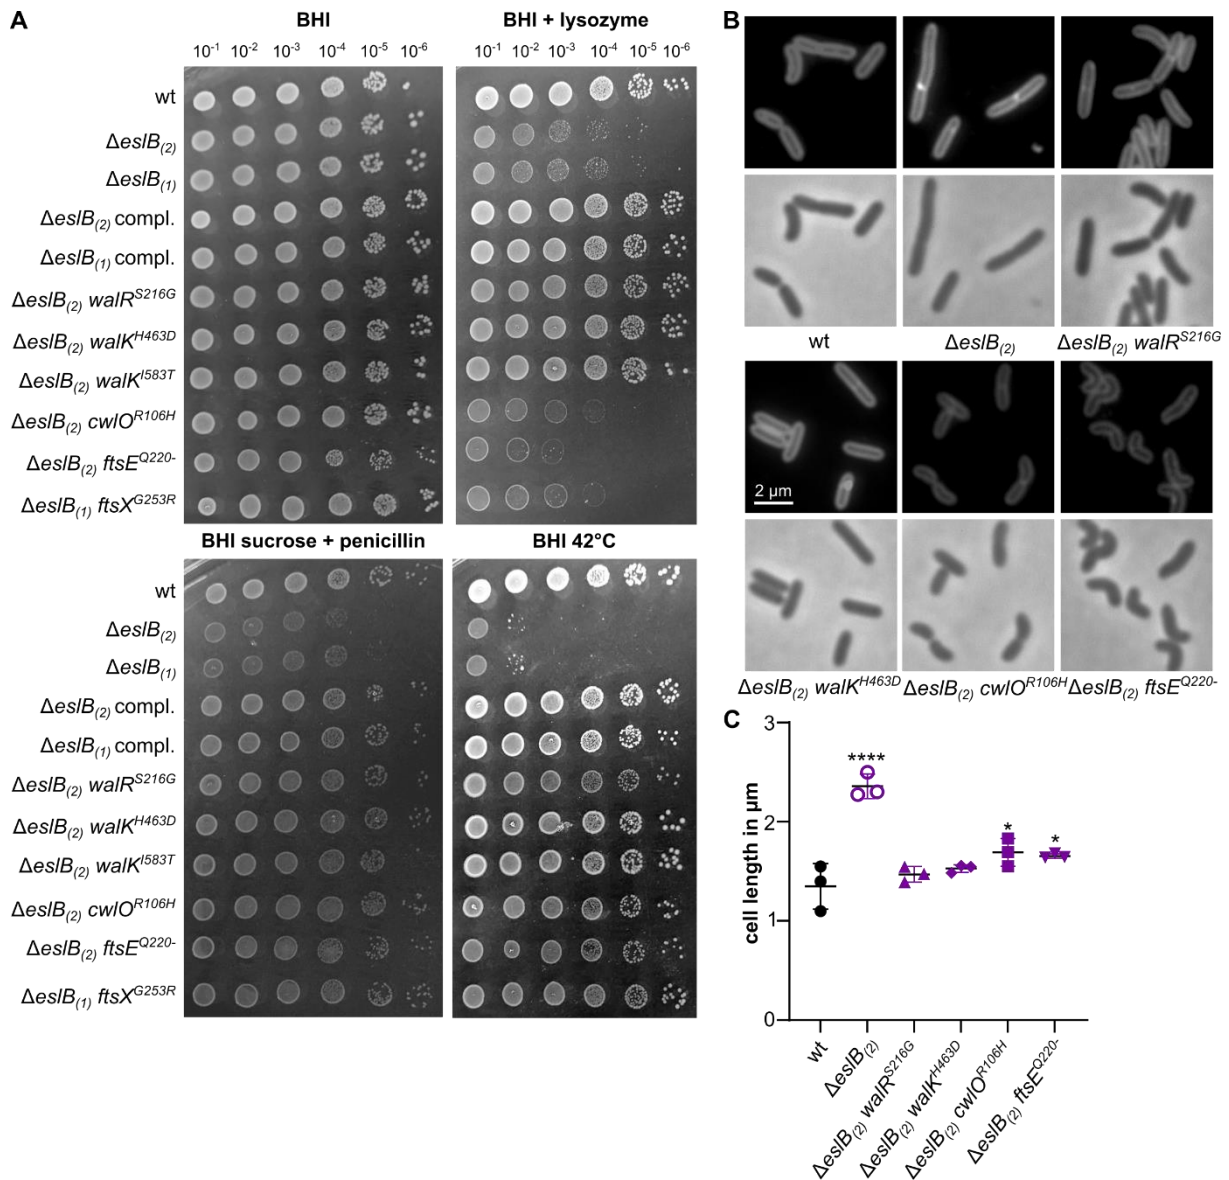 A
BHI
BHI + lysozyme
10-1 10-2 10-3 10-4 10-5 10-6
10-1 10-2 10-3 10-4 10-5 10-6
wt
ΔeslB(2)
ΔeslB(1)
ΔeslB(2) compl.
ΔeslB(1) compl.
ΔeslB(2) walRS216G
ΔeslB(2) walKH463D
ΔeslB(2) walKI583T
ΔeslB(2) cwlOR106H
ΔeslB(2) ftsEQ220-
ΔeslB(1) ftsXG253R
BHI sucrose + penicillin
BHI 42°C
wt
ΔeslB(2)
ΔeslB(1)
ΔeslB(2) compl.
ΔeslB(1) compl.
ΔeslB(2) walRS216G
ΔeslB(2) walKH463D
ΔeslB(2) walKI583T
ΔeslB(2) cwlOR106H
ΔeslB(2) ftsEQ220-
ΔeslB(1) ftsXG253R
B
wt
ΔeslB(2)
ΔeslB(2) walRS216G
2 µm
ΔeslB(2) walKH463D
ΔeslB(2) cwlOR106H
ΔeslB(2) ftsEQ220-
C
cell length in µm
3
2
1
0
****
*
*
wt
ΔeslB(2)
ΔeslB(2) walRS216G
ΔeslB(2) walKH463D
ΔeslB(2) cwlOR106H
ΔeslB(2) ftsEQ220-